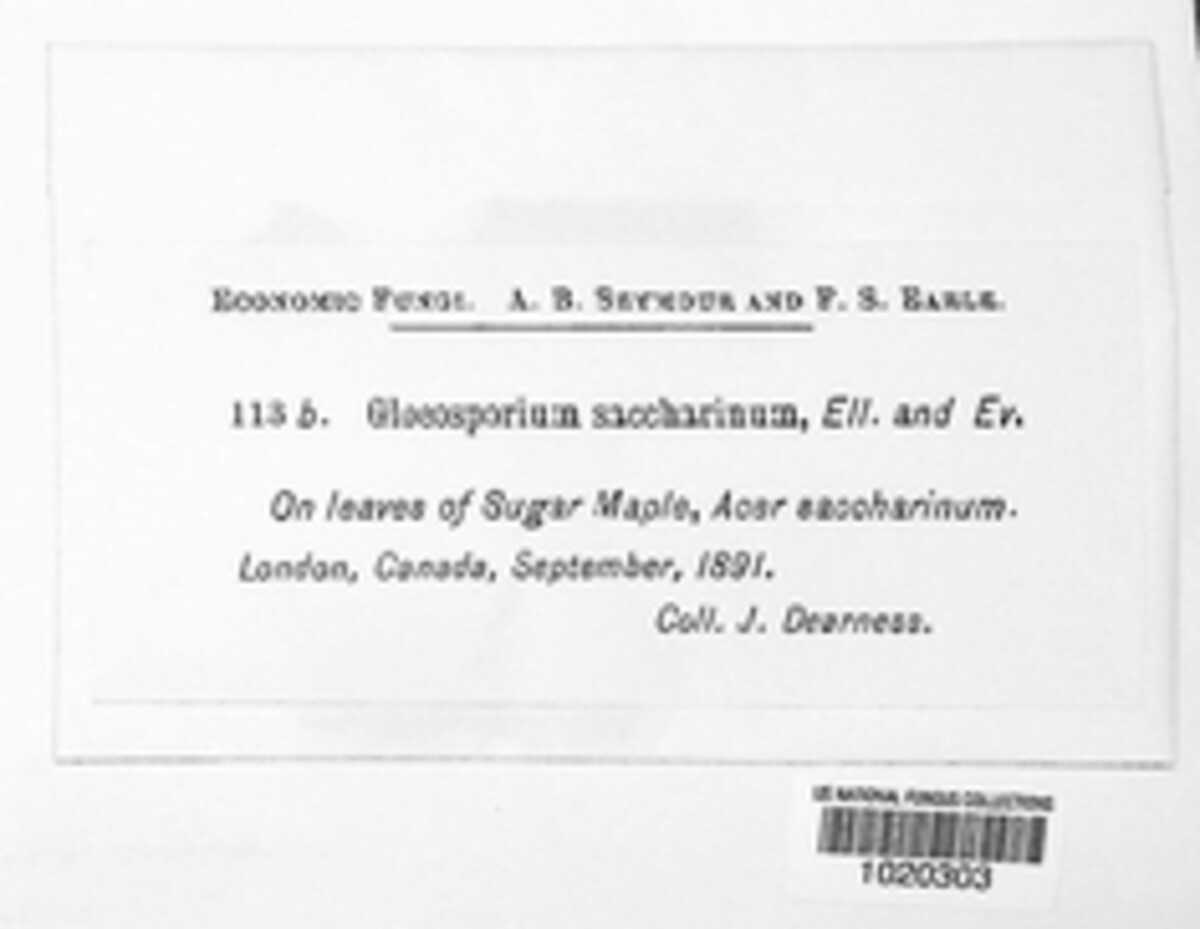 ECONOMIC FUNGI. A. B. SEYMOUR AND F. S. EARLE.
113 b. Gloeosporium saccharinum, Ell. and Ev.
On leaves of Sugar Maple, Acer saccharinum.
London, Canada, September, 1891.
Coll. J. Dearness.
US NATIONAL FUNGUS COLLECTIONS
1020303